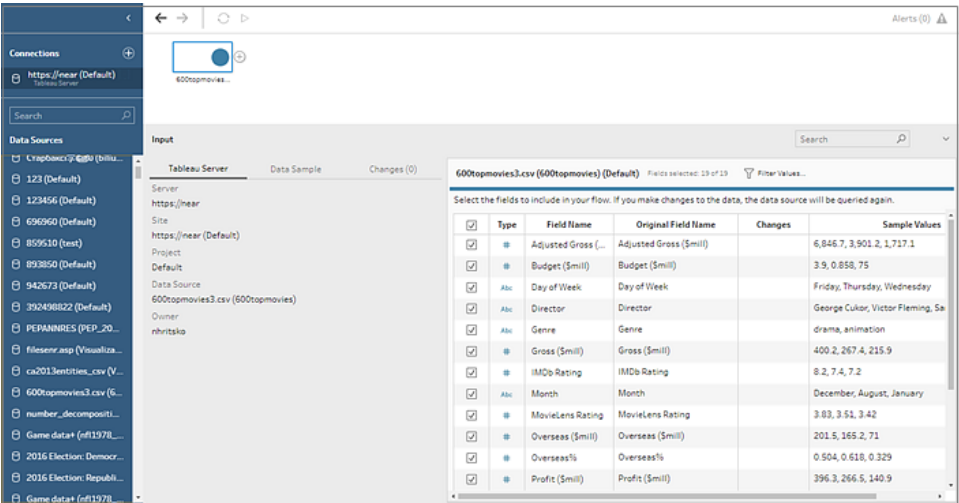 Alerts (0)
Connections
https://near (Default)
Tableau Server
600topmovies...
Search
Data Sources
123 (Default)
123456 (Default)
696960 (Default)
859510 (test)
893850 (Default)
942673 (Default)
392498822 (Default)
PEPANNRES (PEP_20...
filesenr.asp (Visualiza...
ca2013entities_csv (V...
600topmovies3.csv (6...
number_decompositi...
Game data+ (nfl1978_...
2016 Election: Democr...
2016 Election: Republi...
Game data+ (nfl1978_...
Input
Search
Tableau Server Data Sample Changes (0)
Server
https://near
Site
https://near (Default)
Project
Default
Data Source
600topmovies3.csv (600topmovies)
Owner
nhritsko
600topmovies3.csv (600topmovies) (Default) Fields selected: 19 of 19 Filter Values...
Select the fields to include in your flow. If you make changes to the data, the data source will be queried again.
Type Field Name Original Field Name Changes Sample Values
# Adjusted Gross (... Adjusted Gross ($mill) 6,846.7, 3,901.2, 1,717.1
# Budget ($mill) Budget ($mill) 3.9, 0.858, 75
Abc Day of Week Day of Week Friday, Thursday, Wednesday
Abc Director Director George Cukor, Victor Fleming, Sa
Abc Genre Genre drama, animation
# Gross ($mill) Gross ($mill) 400.2, 267.4, 215.9
# IMDb Rating IMDb Rating 8.2, 7.4, 7.2
Abc Month Month December, August, January
# MovieLens Rating MovieLens Rating 3.83, 3.51, 3.42
# Overseas ($mill) Overseas ($mill) 201.5, 165.2, 71
# Overseas% Overseas% 0.504, 0.618, 0.329
# Profit ($mill) Profit ($mill) 396.3, 266.5, 140.9